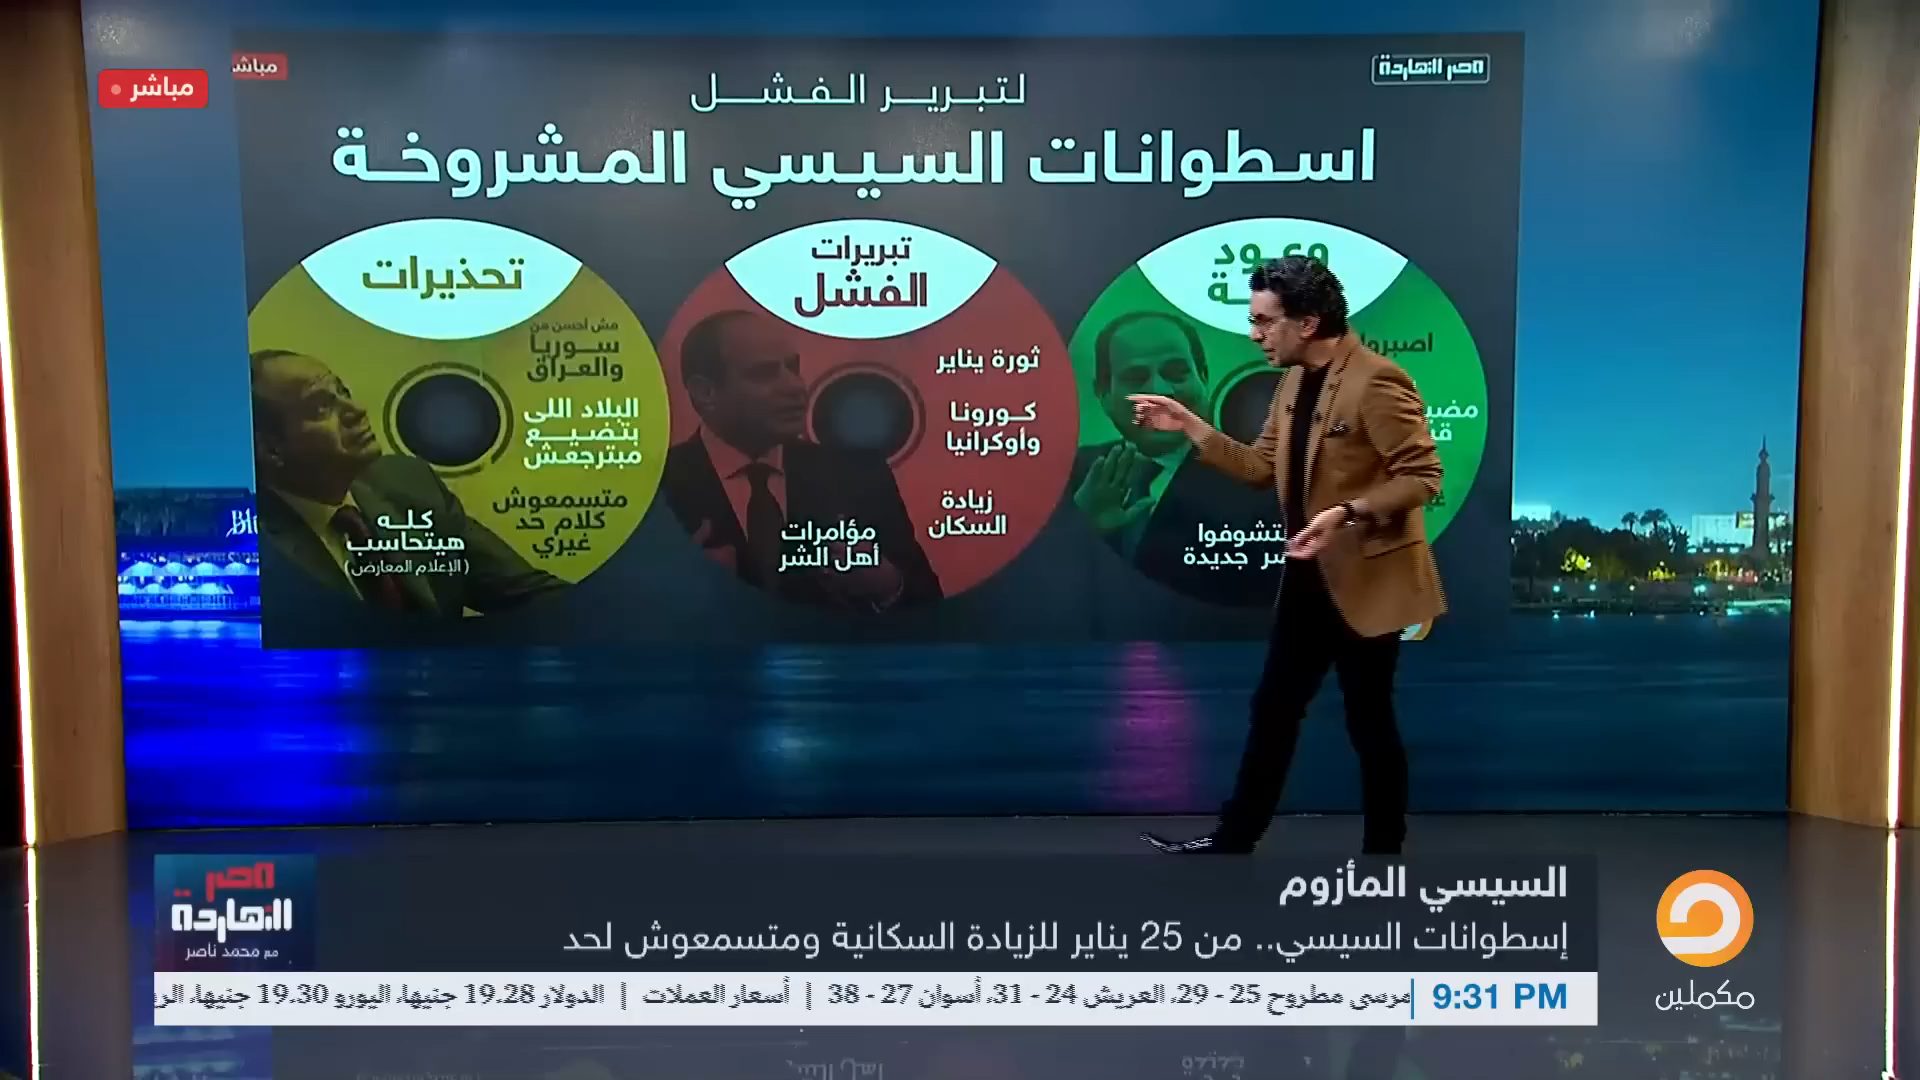 مباشر
مباشر
مصر النهاردة
لتبرير الفشل
اسطوانات السيسي المشروخة
وعود
اصبروا
تبريرات
الفشل
ثورة يناير
كورونا
وأوكرانيا
زيادة
السكان
مؤامرات
أهل الشر
جديدة
تحذيرات
مش أحسن من
سوريا
والعراق
البلاد اللي
بتضيع
مبترجعش
متسمعوش
كلام حد
غيري
كله
هيتحاسب
(الإعلام المعارض)
السيسي المأزوم
إسطوانات السيسي.. من 25 يناير للزيادة السكانية ومتسمعوش لحد
مصر
النهاردة
مع محمد ناصر
9:31 PM
مرسى مطروح 25 - 29، العريش 24 - 31، أسوان 27 - 38 | أسعار العملات | الدولار 19.28 جنيها، اليورو 19.30 جنيها،
مكملين